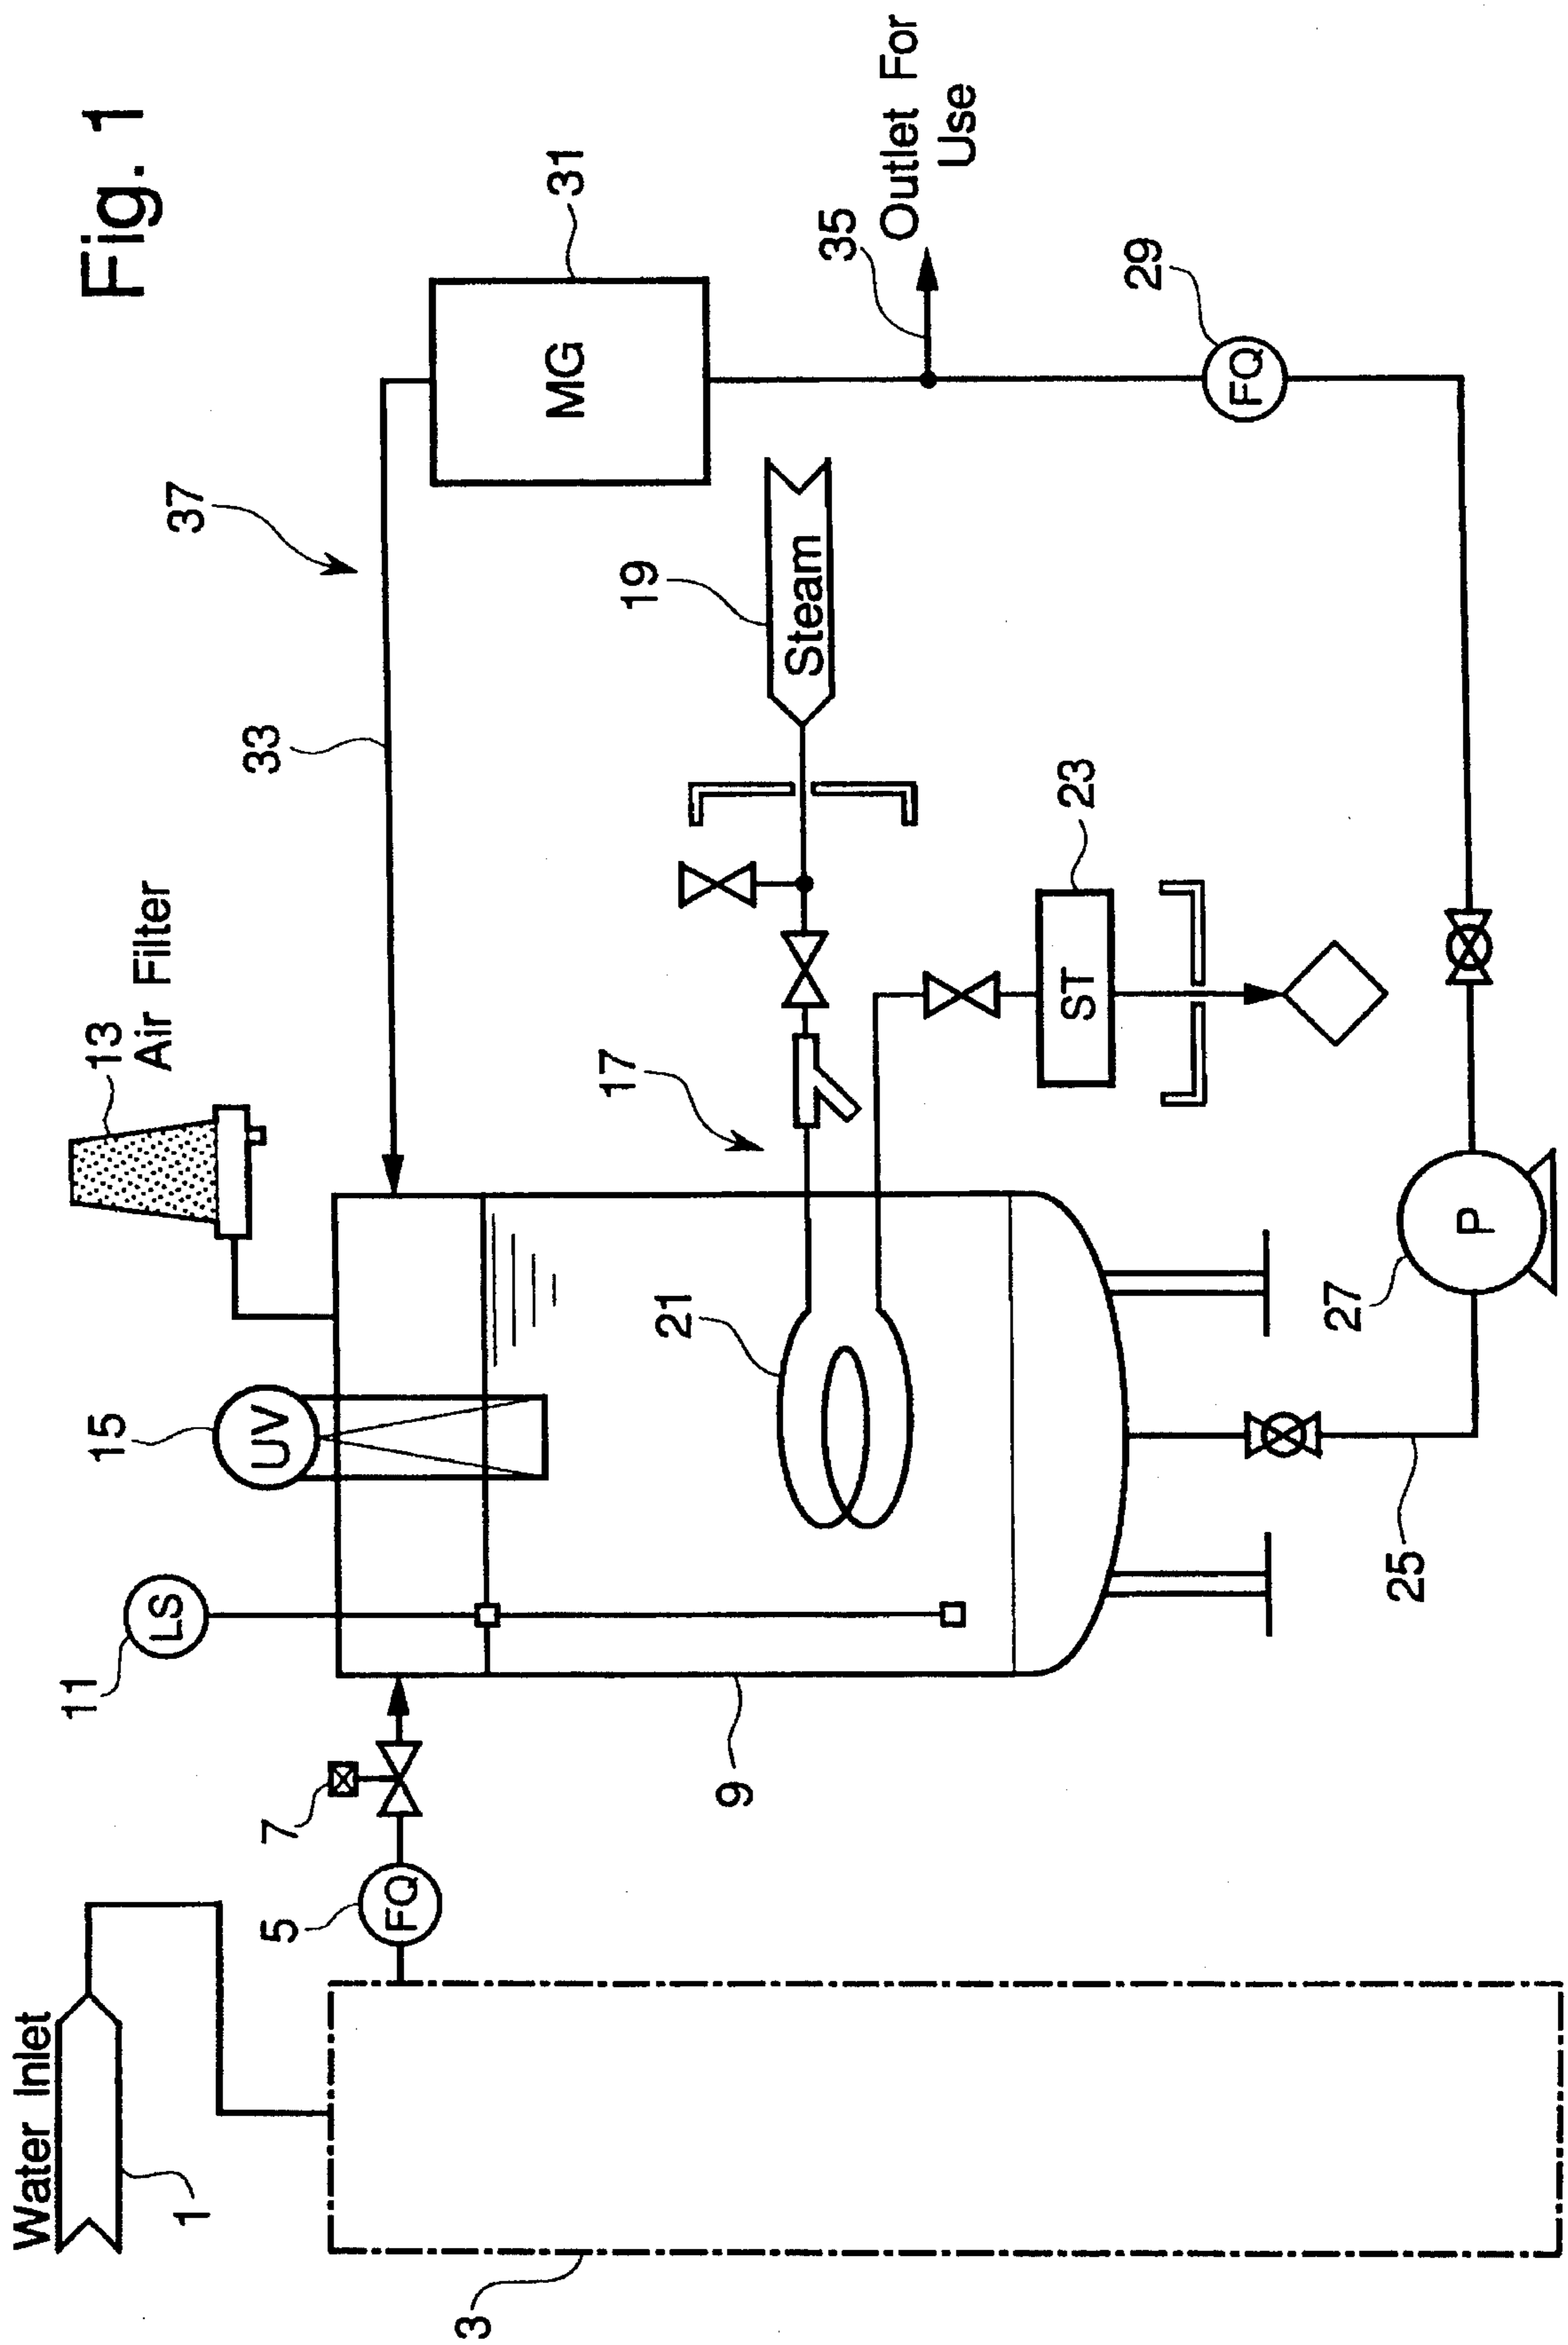 Fig. 1
Water Inlet
1
3
5
FQ
7
9
11
LS
15
UV
13
Air Filter
17
21
33
37
19
Steam
23
ST
MG
31
35
Outlet For
Use
29
FQ
27
P
25